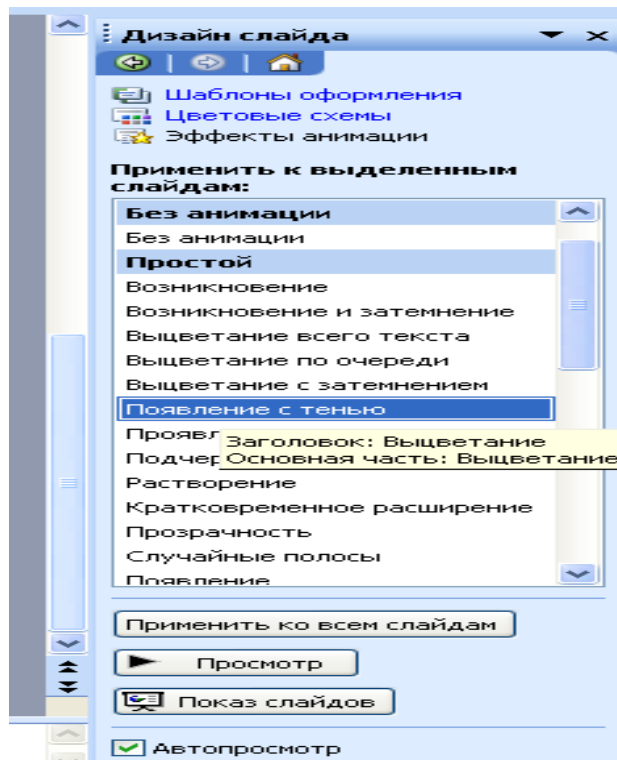 Дизайн слайда
Шаблоны оформления
Цветовые схемы
Эффекты анимации
Применить к выделенным
слайдам:
Без анимации
Без анимации
Простой
Возникновение
Возникновение и затемнение
Выцветание всего текста
Выцветание по очереди
Выцветание с затемнением
Появление с тенью
Заголовок: Выцветание
Основная часть: Выцветание
Растворение
Кратковременное расширение
Прозрачность
Случайные полосы
Появление
Применить ко всем слайдам
Просмотр
Показ слайдов
Автопросмотр